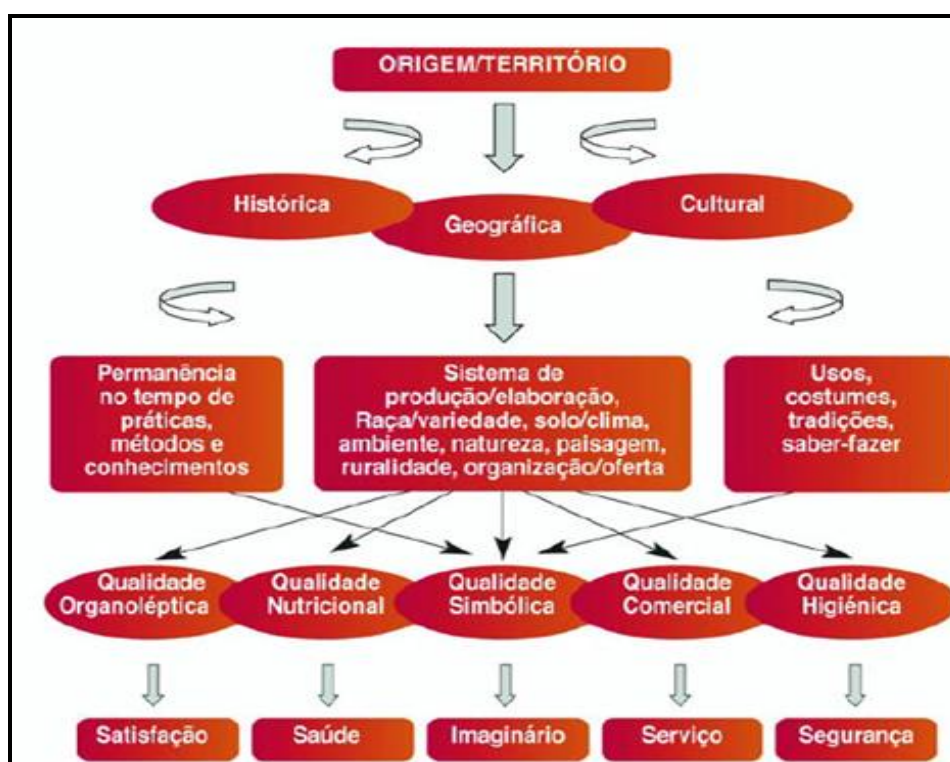 ORIGEM/TERRITÓRIO
Histórica
Geográfica
Cultural
Permanência
no tempo de
práticas,
métodos e
conhecimentos
Sistema de
produção/elaboração,
Raça/variedade, solo/clima,
ambiente, natureza, paisagem,
ruralidade, organização/oferta
Usos,
costumes,
tradições,
saber-fazer
Qualidade
Organoléptica
Qualidade
Nutricional
Qualidade
Simbólica
Qualidade
Comercial
Qualidade
Higiénica
Satisfação
Saúde
Imaginário
Serviço
Segurança